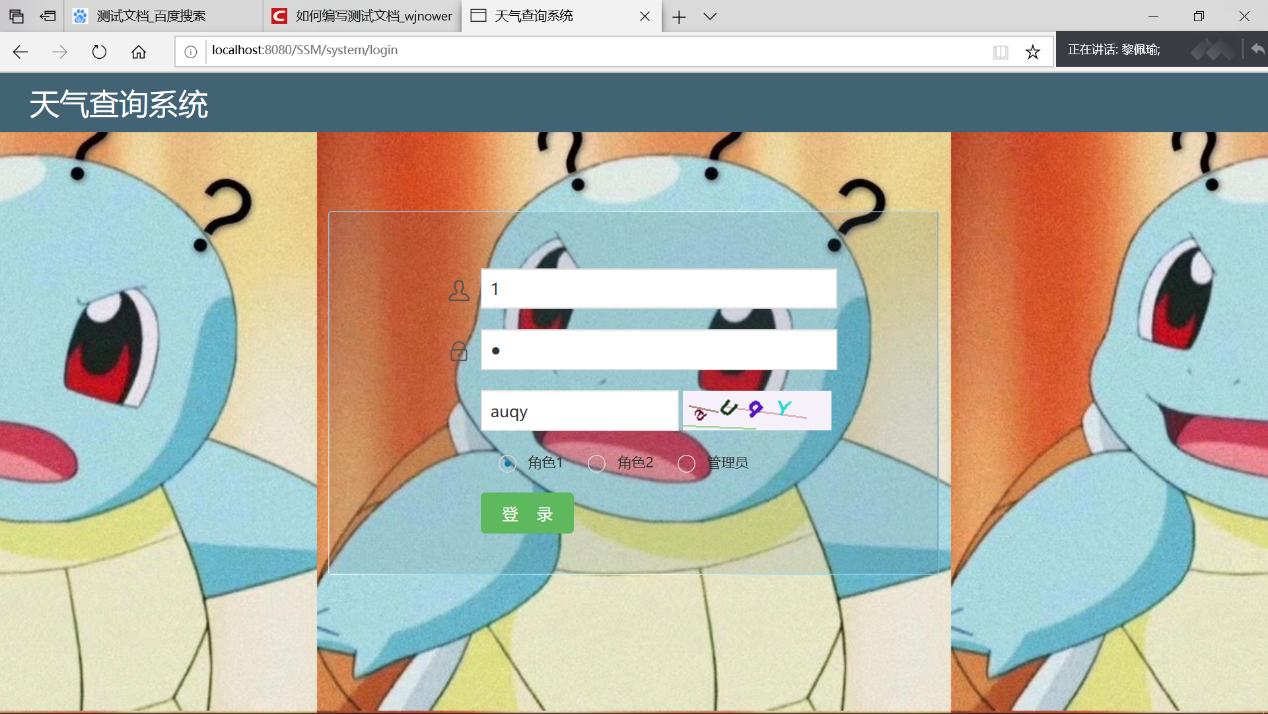 测试文档_百度搜索
如何编写测试文档_wjnower
天气查询系统
localhost:8080/SSM/system/login
正在讲话: 黎佩瑜;
天气查询系统
1
auqy
auqY
角色1 角色2 管理员
登 录